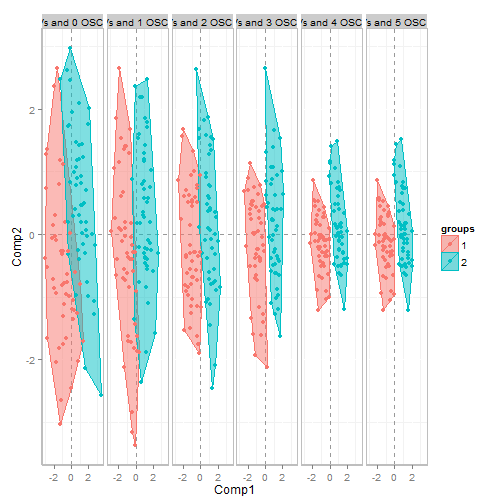 's and 0 OSC
's and 1 OSC
's and 2 OSC
's and 3 OSC
's and 4 OSC
's and 5 OSC
2
0
-2
Comp2
-2 0 2 -2 0 2 -2 0 2 -2 0 2 -2 0 2 -2 0 2
Comp1
groups
1
2